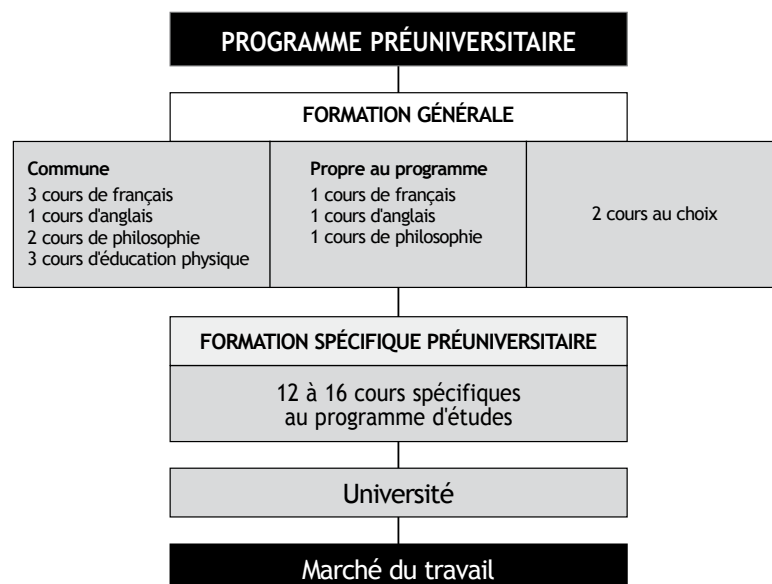 PROGRAMME PRÉUNIVERSITAIRE
FORMATION GÉNÉRALE
Commune
3 cours de français
1 cours d'anglais
2 cours de philosophie
3 cours d'éducation physique
Propre au programme
1 cours de français
1 cours d'anglais
1 cours de philosophie
2 cours au choix
FORMATION SPÉCIFIQUE PRÉUNIVERSITAIRE
12 à 16 cours spécifiques
au programme d'études
Université
Marché du travail